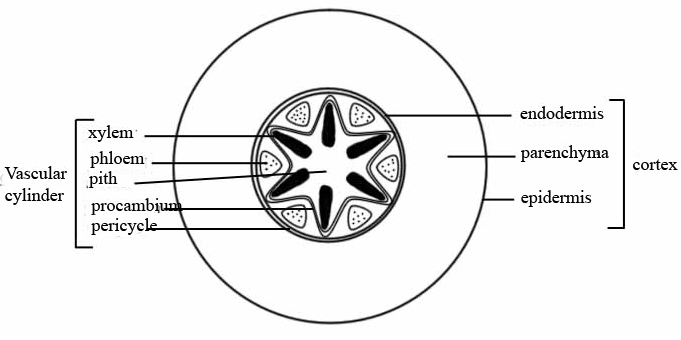 xylem
phloem
pith
procambium
pericycle
Vascular
cylinder
endodermis
parenchyma
epidermis
cortex